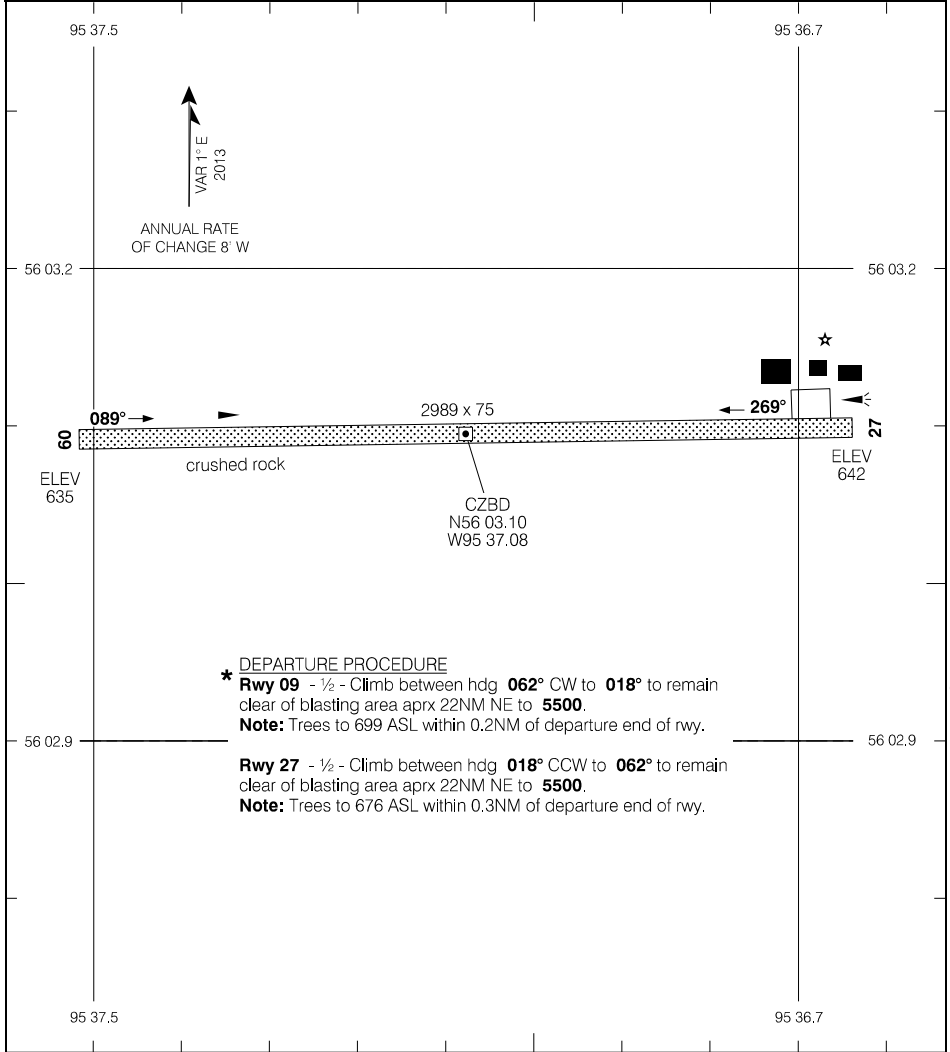 95 37.5
95 36.7
VAR 1° E
2013
ANNUAL RATE
OF CHANGE 8' W
56 03.2
56 03.2
089°
2989 x 75
269°
09
27
crushed rock
ELEV
635
ELEV
642
CZBD
N56 03.10
W95 37.08
* DEPARTURE PROCEDURE
Rwy 09 - ½ - Climb between hdg 062° CW to 018° to remain
clear of blasting area aprx 22NM NE to 5500.
Note: Trees to 699 ASL within 0.2NM of departure end of rwy.
56 02.9
56 02.9
Rwy 27 - ½ - Climb between hdg 018° CCW to 062° to remain
clear of blasting area aprx 22NM NE to 5500.
Note: Trees to 676 ASL within 0.3NM of departure end of rwy.
95 37.5
95 36.7